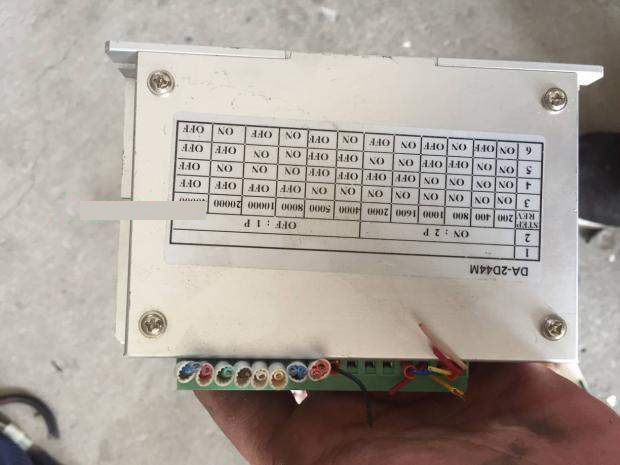 DA-2D44M
1
2 ON : 2 P OFF : 1 P
STKP REV 200 400 800 1000 1600 2000 4000 5000 8000 10000 20000
3 ON ON ON ON ON ON ON ON OFF OFF OFF OFF
4 ON ON ON ON OFF OFF OFF OFF ON ON ON ON
5 ON ON OFF OFF ON ON OFF OFF ON ON OFF OFF
6 ON OFF ON OFF ON OFF ON OFF ON OFF ON OFF